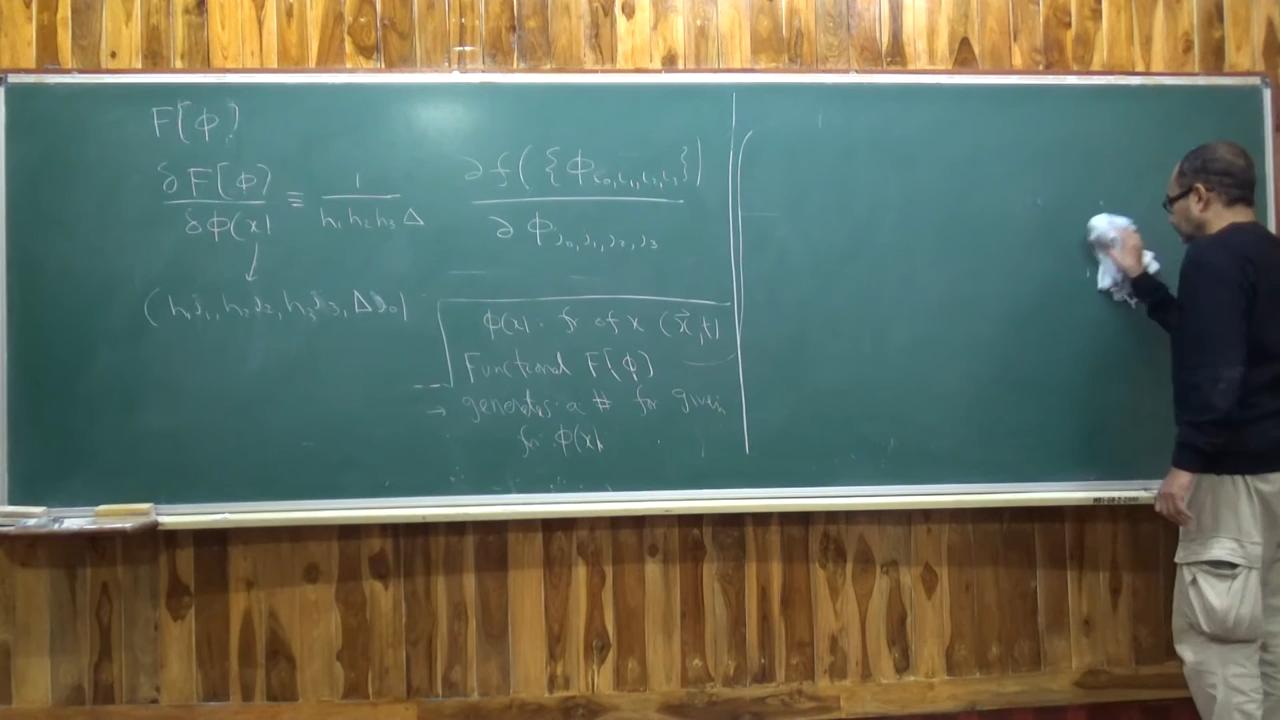 F[φ]
δF[φ] / δφ(x) ≡ 1 / h₁h₂h₃Δ ∂f({φ_{i₀,i₁,i₂,i₃}}) / ∂φ_{j₀,j₁,j₂,j₃}
(h₁j₁, h₂j₂, h₃j₃, Δj₀)
φ(x) : fn of x (x⃗,t)
Functional F[φ]
→ generates a # for given
fn φ(x)